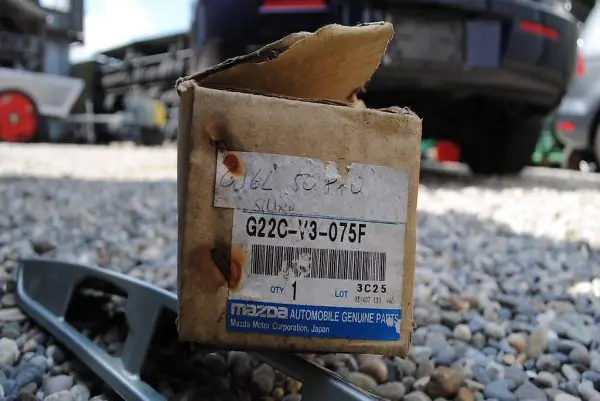 G22C-V3-075F
QTY 1 LOT 3C25
mazda AUTOMOBILE GENUINE PARTS
Mazda Motor Corporation, Japan